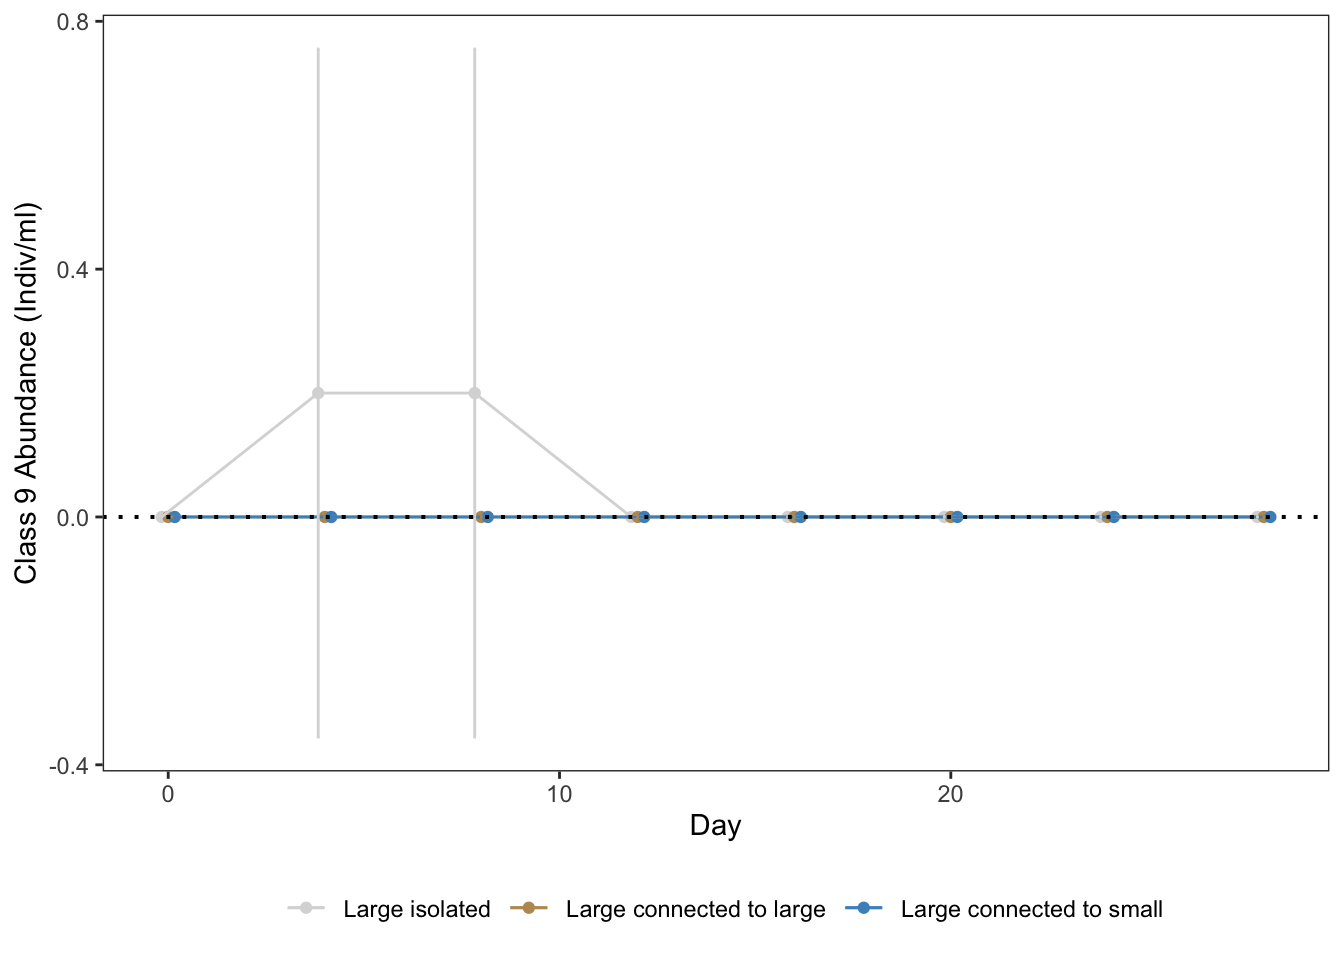 0.8
0.4
0.0
-0.4
Class 9 Abundance (Indiv/ml)
0 10 20
Day
Large isolated Large connected to large Large connected to small